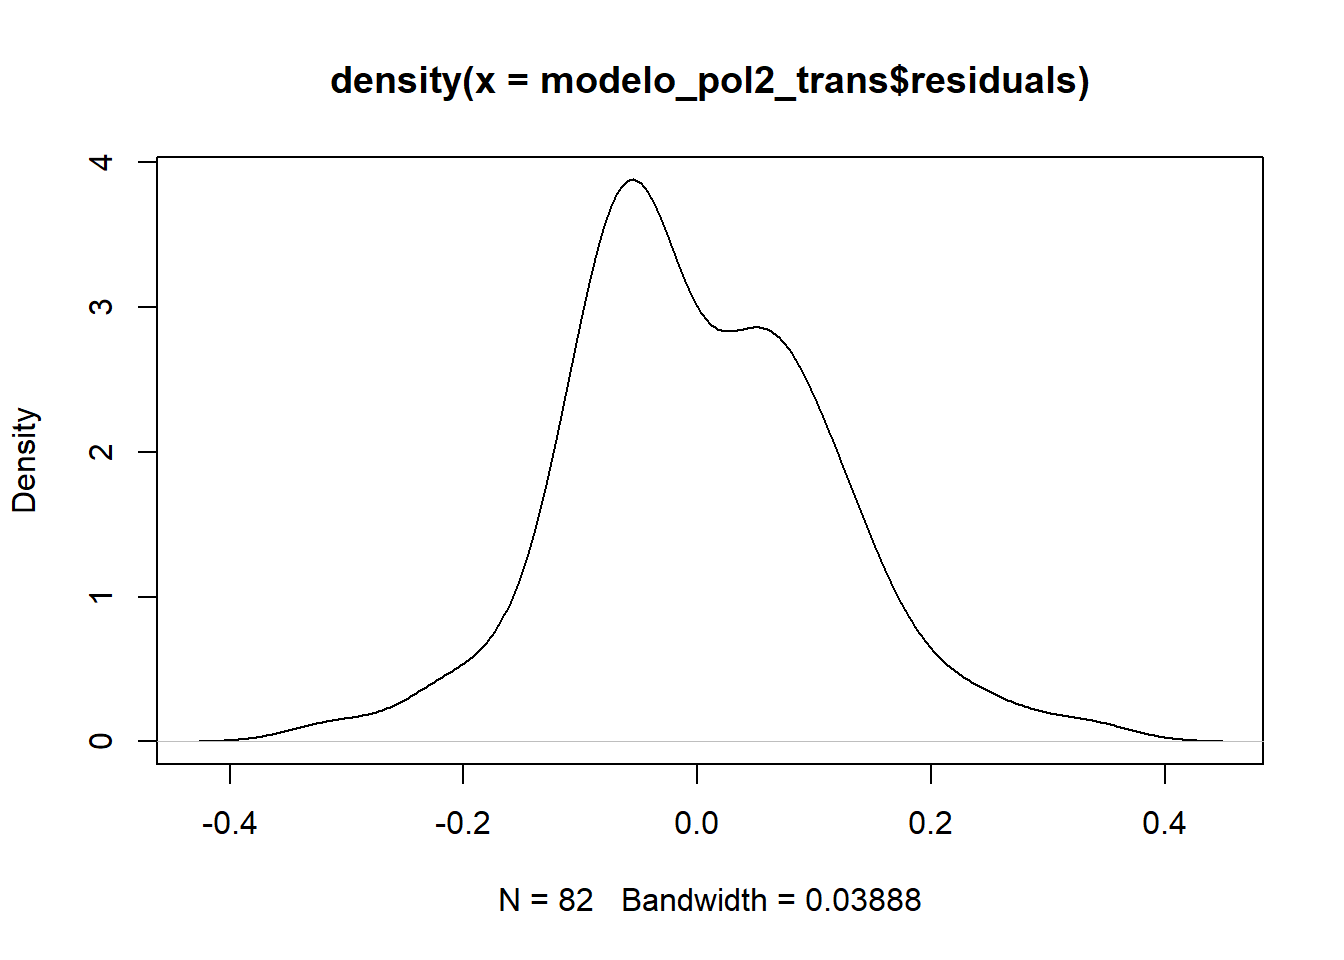 density(x = modelo_pol2_trans$residuals)
Density
4
3
2
1
0
-0.4 -0.2 0.0 0.2 0.4
N = 82 Bandwidth = 0.03888